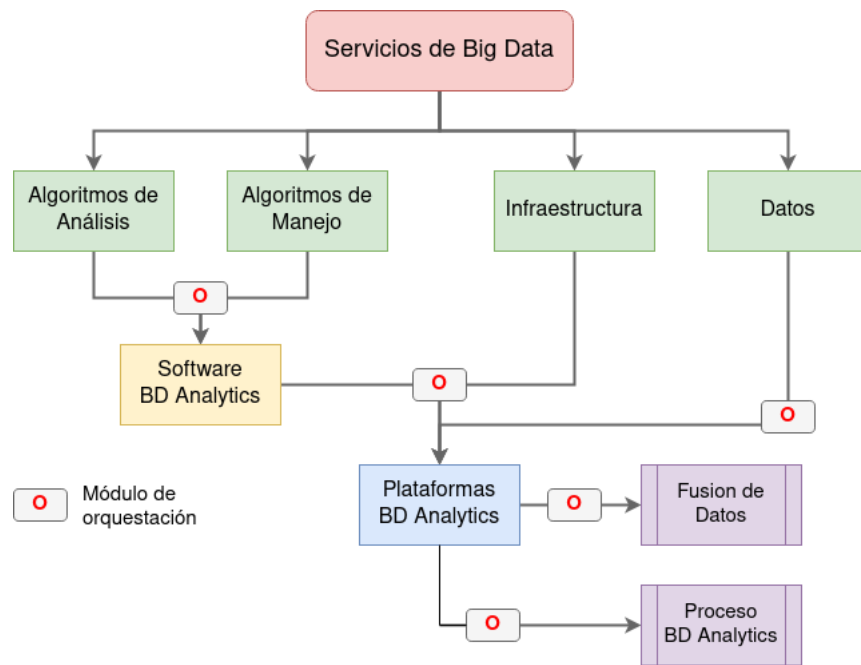 Servicios de Big Data
Algoritmos de
Análisis
Algoritmos de
Manejo
Infraestructura
Datos
O
Software
BD Analytics
O
O
O
Módulo de
orquestación
Plataformas
BD Analytics
O
Fusion de
Datos
O
Proceso
BD Analytics